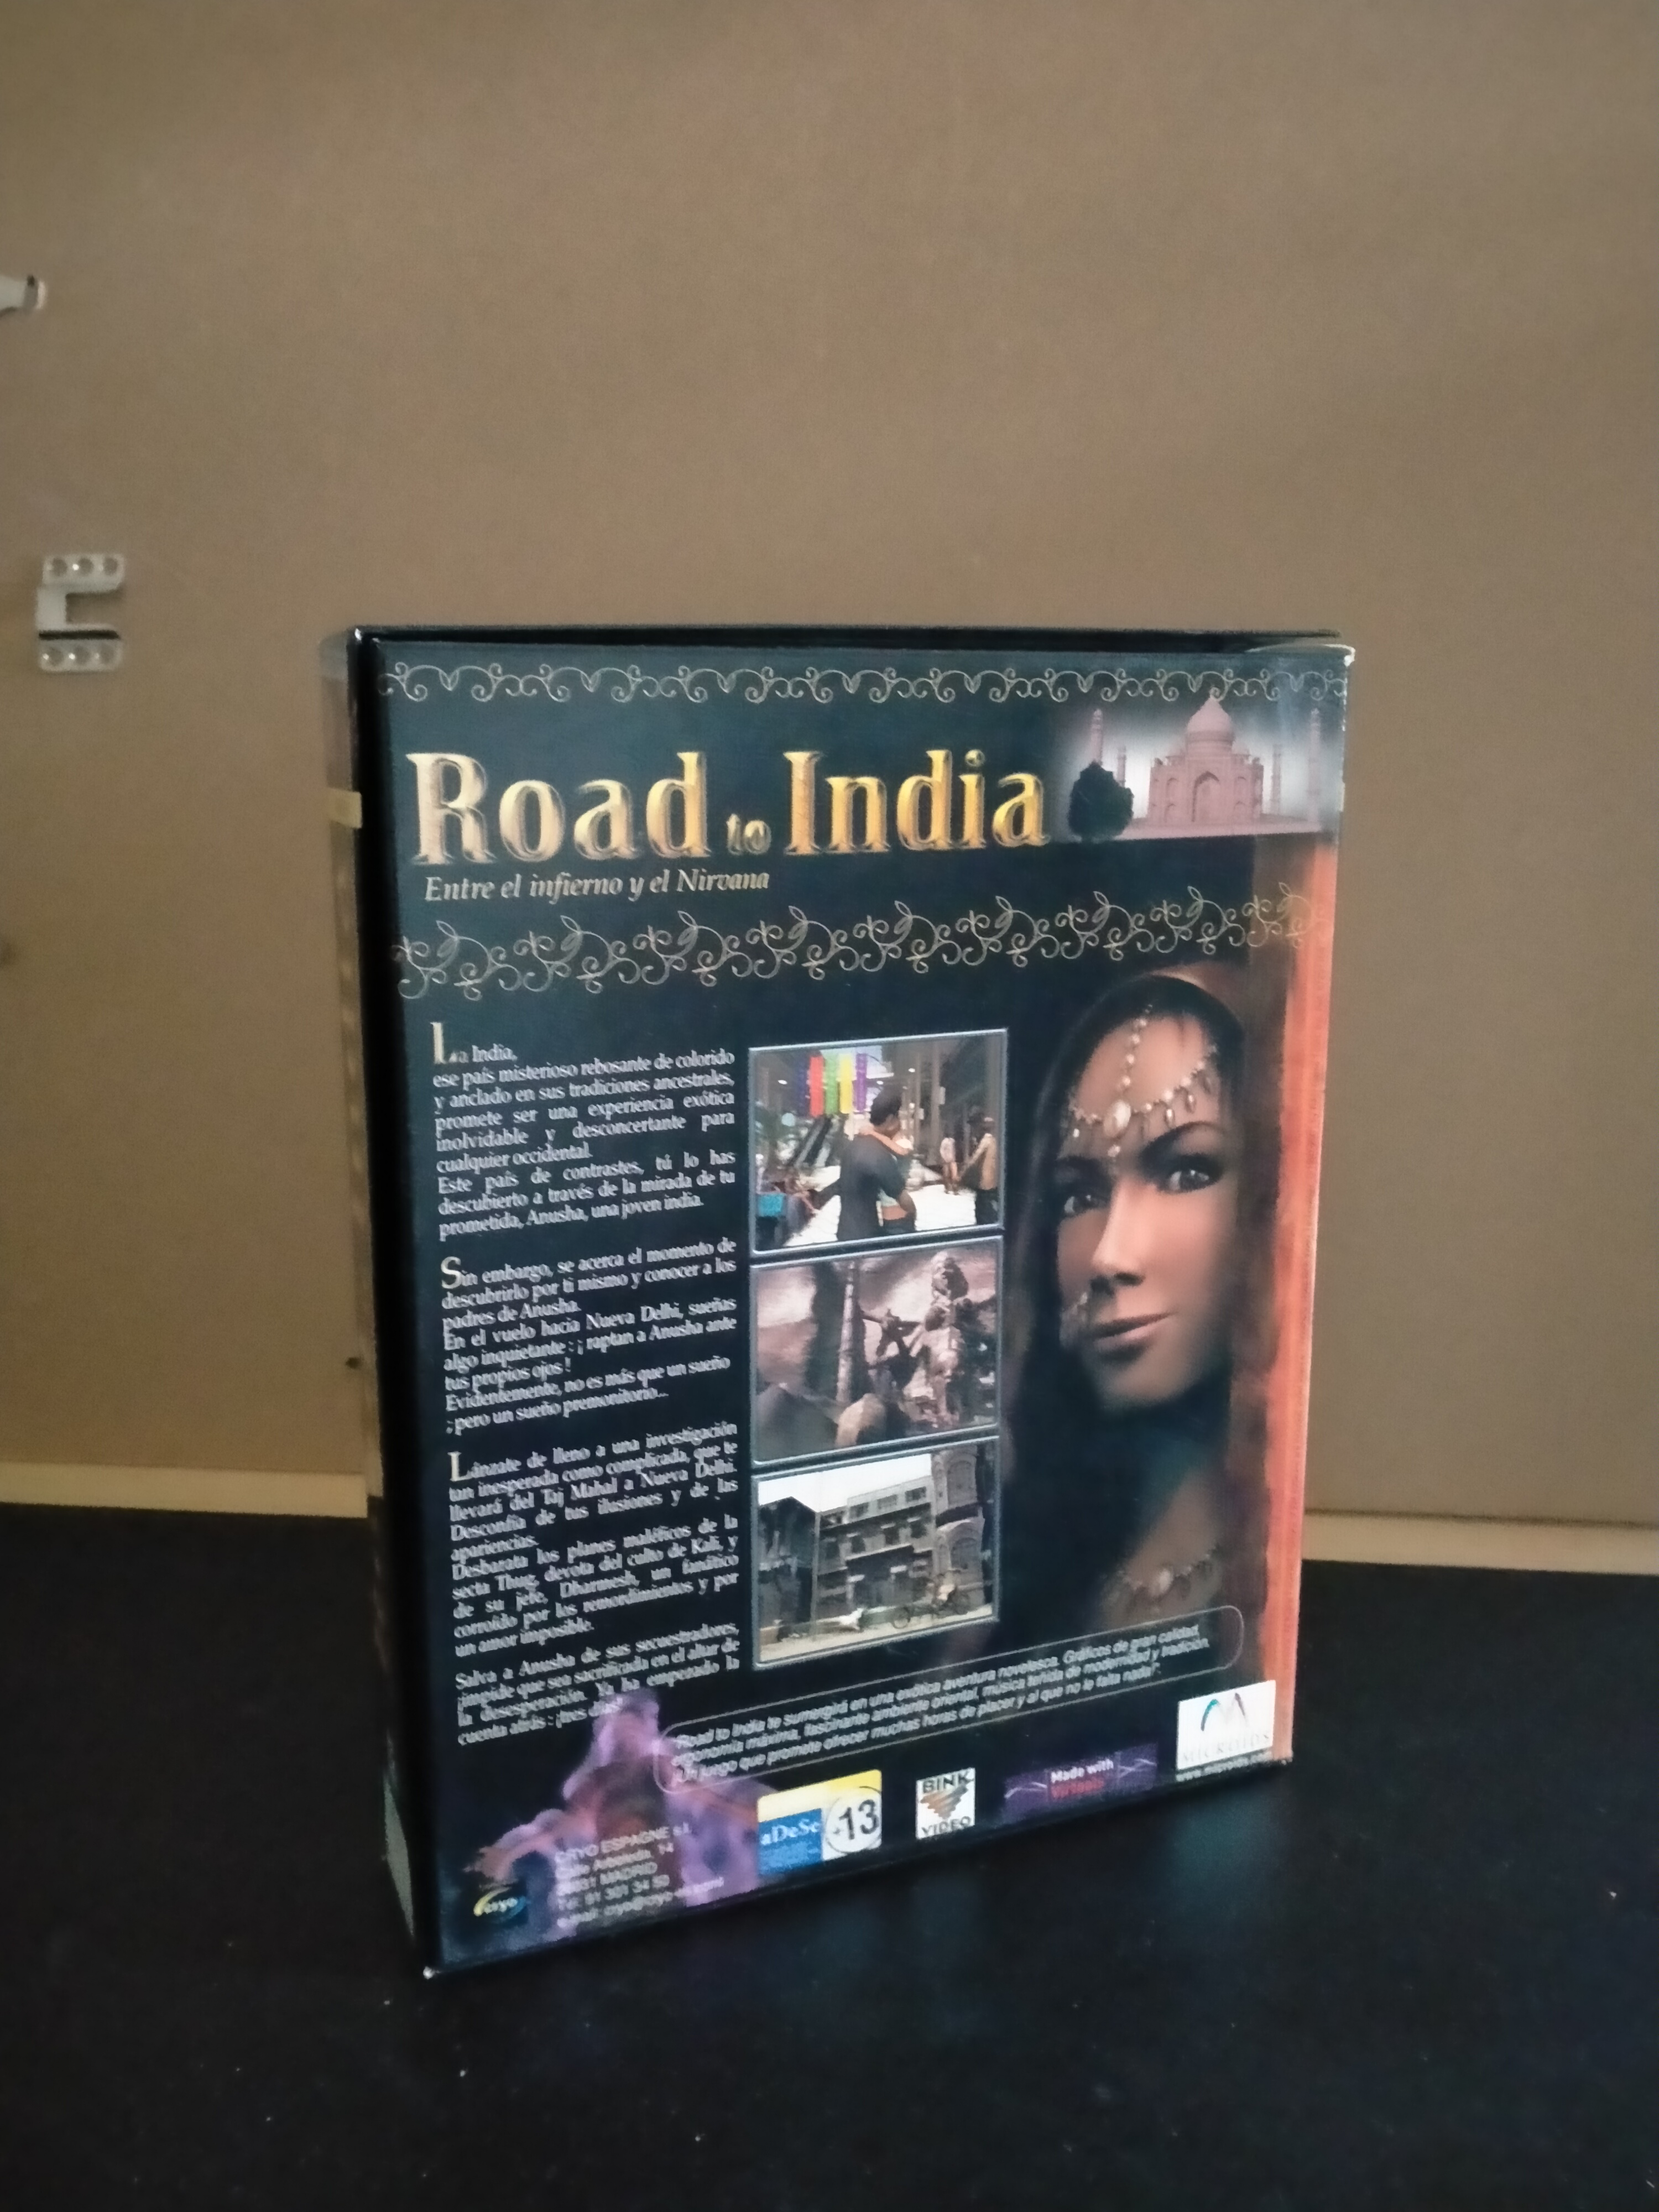 Road to India
Entre el infierno y el Nirvana
La India,
ese país misterioso rebosante de colorido
y anclado en sus tradiciones ancestrales,
promete ser una experiencia exótica
inolvidable y desconcertante para
cualquier occidental.
Este país de contrastes, tú lo has
descubierto a través de la mirada de tu
prometida, Anusha, una joven india.
Sin embargo, se acerca el momento de
descubrirlo por ti mismo y conocer a los
padres de Anusha.
En el vuelo hacia Nueva Delhi, sueñas
algo inquietante : ¡ raptan a Anusha ante
tus propios ojos !
Evidentemente, no es más que un sueño
; pero un sueño premonitorio...
Lánzate de lleno a una investigación
tan inesperada como complicada, que te
llevará del Taj Mahal a Nueva Delhi.
Desconfía de tus ilusiones y de las
apariencias.
Desbarata los planes maléficos de la
secta Thug, devota del culto de Kali, y
de su jefe, Dharmesh, un fanático
corroído por los remordimientos y por
un amor imposible.
Salva a Anusha de sus secuestradores,
¡impide que sea sacrificada en el altar de
la desesperación. Ya ha empezado la
cuenta atrás : ¡tres días!
"Road to India te sumergirá en una exótica aventura novelesca. Gráficos de gran calidad,
ergonomía máxima, fascinante ambiente oriental, música teñida de modernidad y tradición.
¡Un juego que promete ofrecer muchas horas de placer y al que no le falta nada!".
MICROIDS
www.microids.com
Made with
Virtools
BINK
VIDEO
aDeSe
+13
cryo
CRYO ESPAGNE s.l.
MADRID